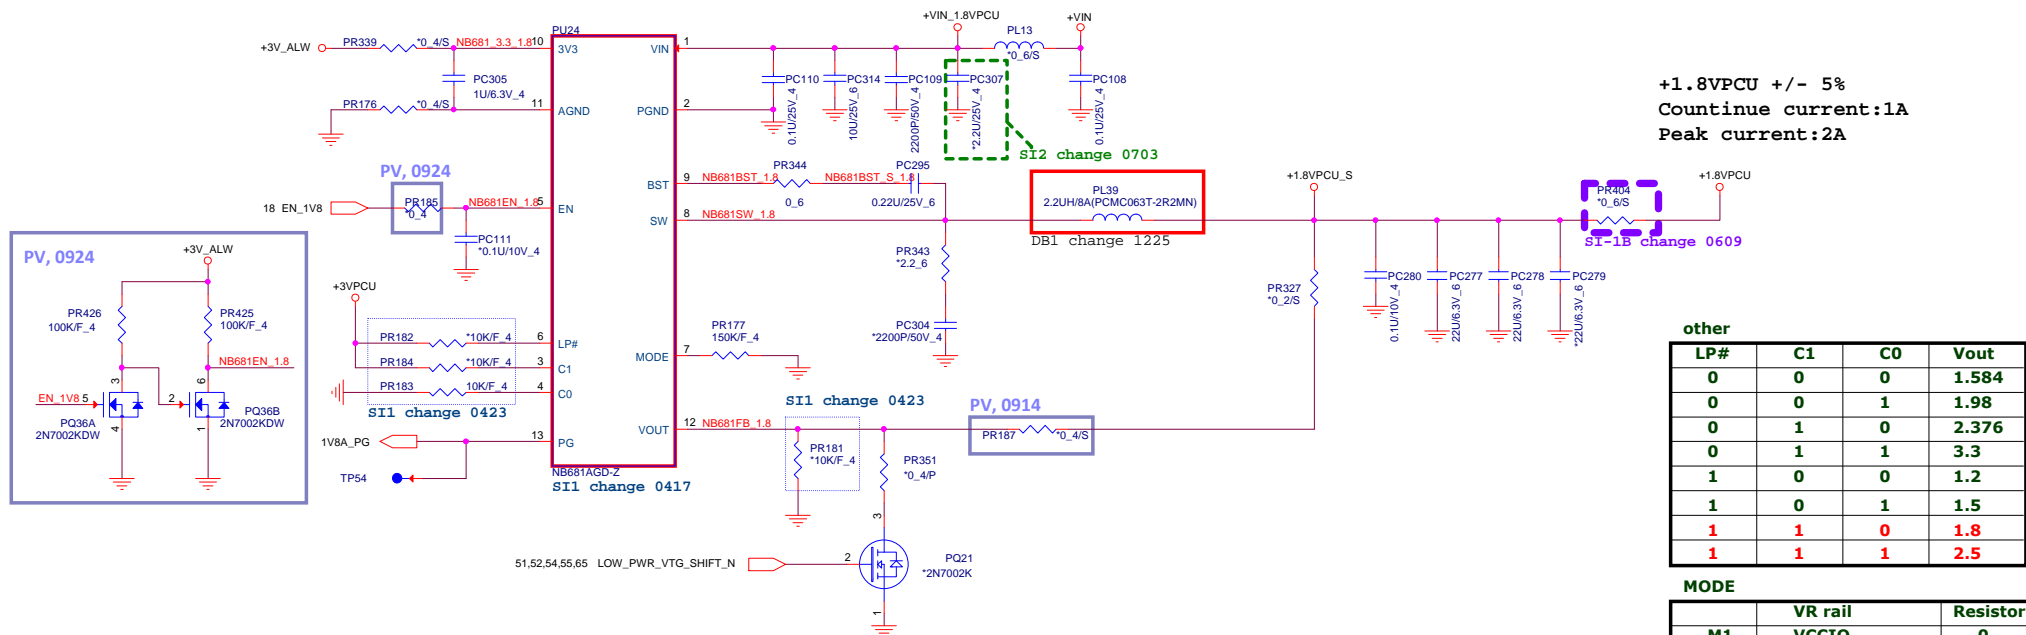 +VIN_1.8VPCU
+VIN
PU24
PL13
*0_6/S
+3V_ALW
PR339
*0_4/S
NB681_3.3_1.8
10
3V3
VIN
1
PC305
1U/6.3V_4
PR176
*0_4/S
11
AGND
PGND
2
PC110
0.1U/25V_4
PC314
10U/25V_6
PC109
2200P/50V_4
PC307
*2.2U/25V_4
PC108
0.1U/25V_4
SI2 change 0703
+1.8VPCU +/- 5%
Countinue current:1A
Peak current:2A
PV, 0924
18 EN_1V8
PR185
*0_4
NB681EN_1.8
5
EN
PC111
*0.1U/10V_4
BST
9
NB681BST_1.8
PR344
0_6
NB681BST_S_1.8
PC295
0.22U/25V_6
SW
8
NB681SW_1.8
PL39
2.2UH/8A(PCMC063T-2R2MN)
DB1 change 1225
+1.8VPCU_S
PR404
*0_6/S
+1.8VPCU
SI-1B change 0609
PR343
*2.2_6
PC304
*2200P/50V_4
PR327
*0_2/S
PC280
0.1U/10V_4
PC277
22U/6.3V_6
PC278
22U/6.3V_6
PC279
*22U/6.3V_6
PV, 0924
+3V_ALW
PR426
100K/F_4
PR425
100K/F_4
NB681EN_1.8
EN_1V8
5
3
4
PQ36A
2N7002KDW
2
6
1
PQ36B
2N7002KDW
+3VPCU
PR182
*10K/F_4
6
LP#
PR184
*10K/F_4
3
C1
PR183
10K/F_4
4
C0
SI1 change 0423
MODE
7
PR177
150K/F_4
1V8A_PG
13
PG
TP54
NB681AGD-Z
SI1 change 0417
VOUT
12
NB681FB_1.8
SI1 change 0423
PR181
*10K/F_4
PR351
*0_4/P
PV, 0914
PR187
*0_4/S
51,52,54,55,65 LOW_PWR_VTG_SHIFT_N
2
3
1
PQ21
*2N7002K
other
LP# C1 C0 Vout
0 0 0 1.584
0 0 1 1.98
0 1 0 2.376
0 1 1 3.3
1 0 0 1.2
1 0 1 1.5
1 1 0 1.8
1 1 1 2.5
MODE
VR rail Resistor
M1 VCCIO 0